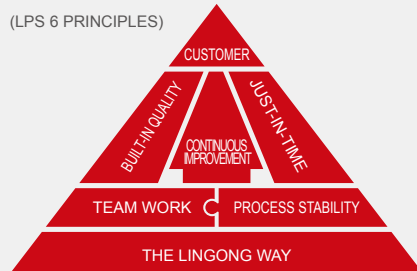 (LPS 6 PRINCIPLES)
CUSTOMER
BUILT-IN QUALITY
CONTINUOUS
IMPROVEMENT
JUST-IN-TIME
TEAM WORK
PROCESS STABILITY
THE LINGONG WAY